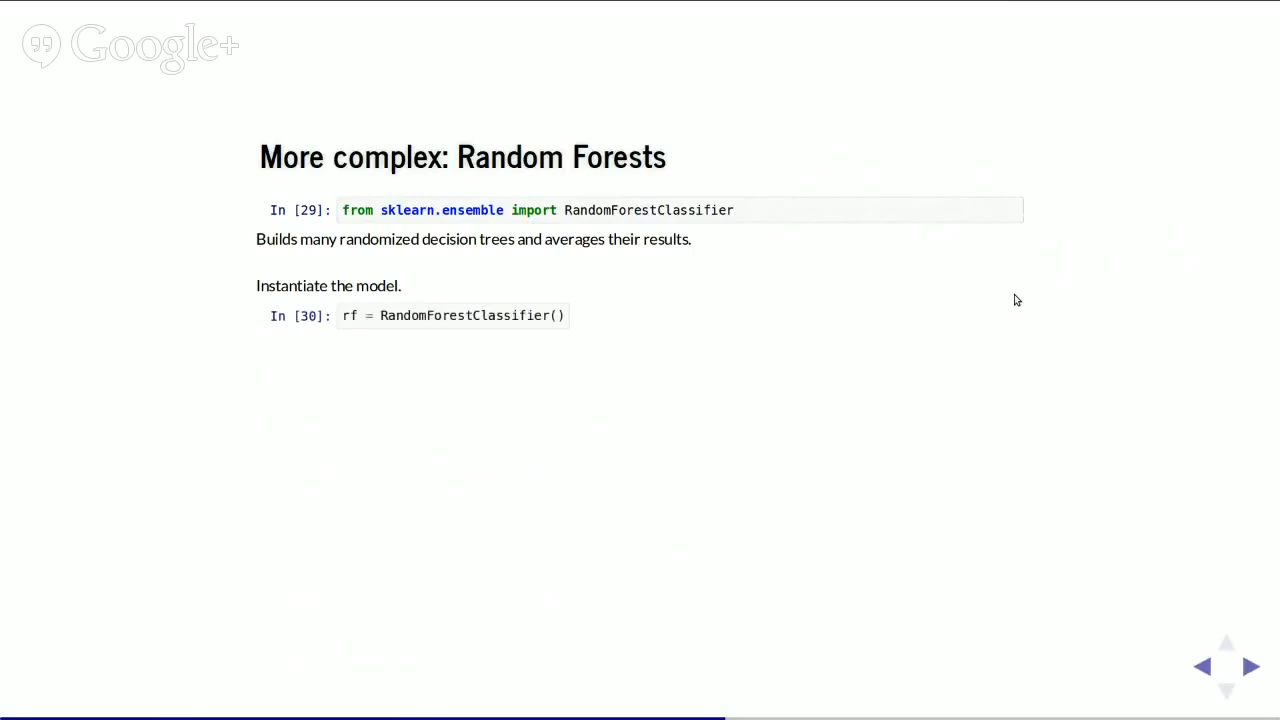 Google+
More complex: Random Forests
In [29]: from sklearn.ensemble import RandomForestClassifier
Builds many randomized decision trees and averages their results.
Instantiate the model.
In [30]: rf = RandomForestClassifier()